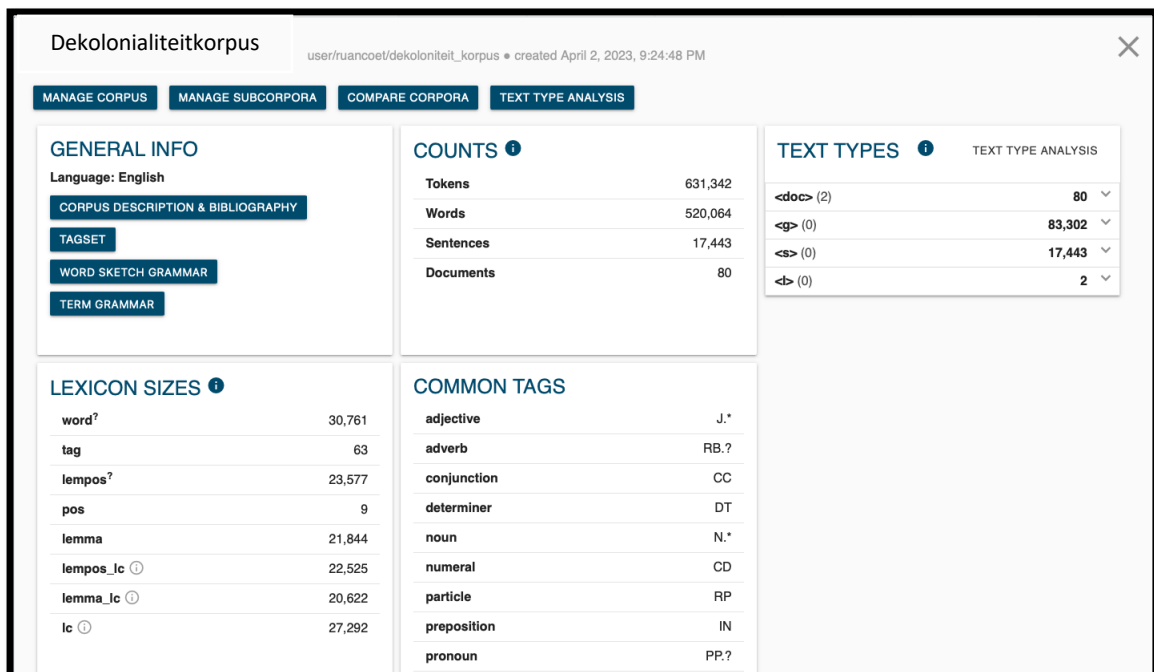 Dekolonialiteitkorpus
user/ruancoet/dekoloniteit_korpus ● created April 2, 2023, 9:24:48 PM
MANAGE CORPUS MANAGE SUBCORPORA COMPARE CORPORA TEXT TYPE ANALYSIS
GENERAL INFO
Language: English
CORPUS DESCRIPTION & BIBLIOGRAPHY
TAGSET
WORD SKETCH GRAMMAR
TERM GRAMMAR
COUNTS
Tokens 631,342
Words 520,064
Sentences 17,443
Documents 80
TEXT TYPES TEXT TYPE ANALYSIS
<doc> (2) 80
<g> (0) 83,302
<s> (0) 17,443
<l> (0) 2
LEXICON SIZES
word? 30,761
tag 63
lempos? 23,577
pos 9
lemma 21,844
lempos_lc 22,525
lemma_lc 20,622
lc 27,292
COMMON TAGS
adjective J.*
adverb RB.?
conjunction CC
determiner DT
noun N.*
numeral CD
particle RP
preposition IN
pronoun PP.?